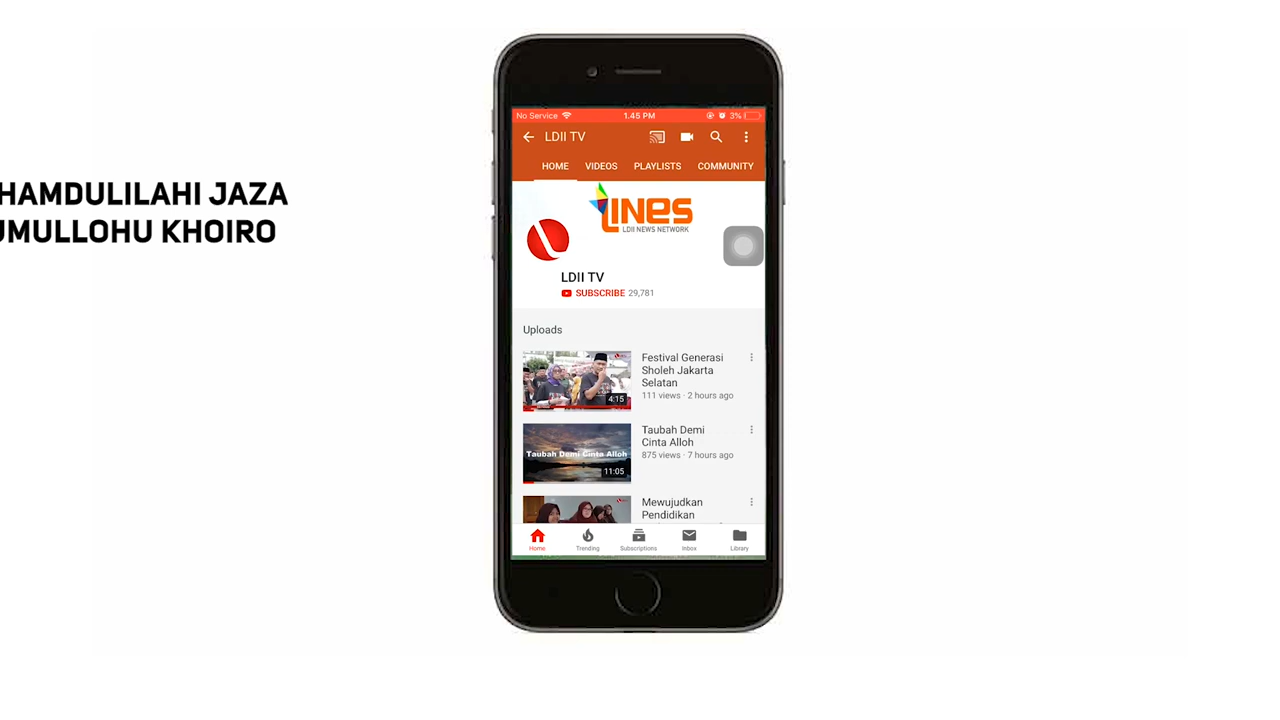 HAMDULILAHI JAZA
UMULLOHU KHOIRO
No Service
1.45 PM
3%
LDII TV
HOME
VIDEOS
PLAYLISTS
COMMUNITY
LINES
LDII NEWS NETWORK
LDII TV
SUBSCRIBE 29,781
Uploads
4:15
Festival Generasi
Sholeh Jakarta
Selatan
111 views · 2 hours ago
Taubah Demi Cinta Alloh
11:05
Taubah Demi
Cinta Alloh
875 views · 7 hours ago
Mewujudkan
Pendidikan
Home
Trending
Subscriptions
Inbox
Library